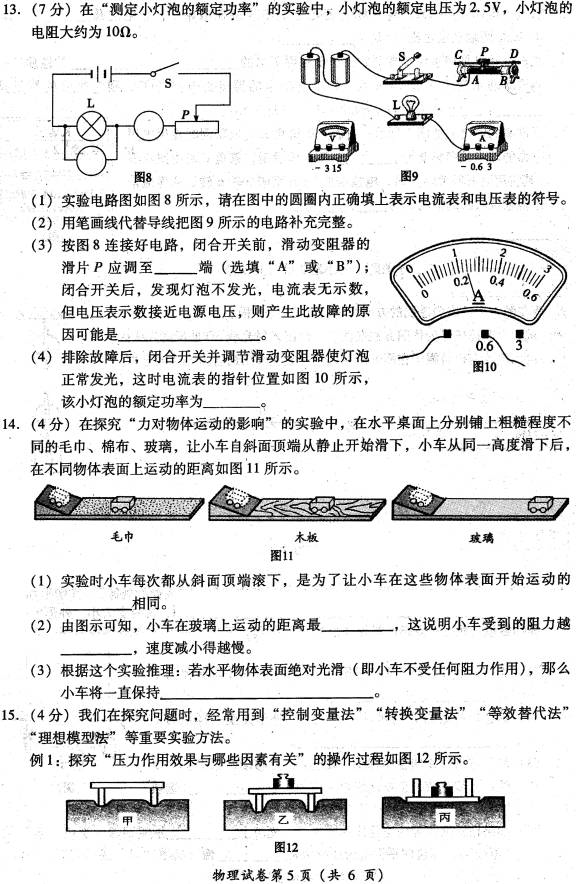 13. (7分) 在“测定小灯泡的额定功率”的实验中，小灯泡的额定电压为2.5V，小灯泡的
电阻大约为10Ω。
S
L
P
图8
S
C P D
A B
L
V
A
- 3 15
- 0.6 3
图9
(1) 实验电路图如图8所示，请在图中的圆圈内正确填上表示电流表和电压表的符号。
(2) 用笔画线代替导线把图9所示的电路补充完整。
(3) 按图8连接好电路，闭合开关前，滑动变阻器的
滑片P应调至______端（选填“A”或“B”）；
闭合开关后，发现灯泡不发光，电流表无示数，
但电压表示数接近电源电压，则产生此故障的原
因可能是______________。
(4) 排除故障后，闭合开关并调节滑动变阻器使灯泡
正常发光，这时电流表的指针位置如图10所示，
该小灯泡的额定功率为______。
0 1 2 3
0 0.2 0.4 0.6
A
- 0.6 3
图10
14. (4分) 在探究“力对物体运动的影响”的实验中，在水平桌面上分别铺上粗糙程度不
同的毛巾、棉布、玻璃，让小车自斜面顶端从静止开始滑下，小车从同一高度滑下后，
在不同物体表面上运动的距离如图11所示。
毛巾 木板 玻璃
图11
(1) 实验时小车每次都从斜面顶端滚下，是为了让小车在这些物体表面开始运动的
________相同。
(2) 由图示可知，小车在玻璃上运动的距离最________，这说明小车受到的阻力越
________，速度减小得越慢。
(3) 根据这个实验推理：若水平物体表面绝对光滑（即小车不受任何阻力作用），那么
小车将一直保持______________________。
15. (4分) 我们在探究问题时，经常用到“控制变量法”“转换变量法”“等效替代法”
“理想模型法”等重要实验方法。
例1：探究“压力作用效果与哪些因素有关”的操作过程如图12所示。
甲 乙 丙
图12
物理试卷第5页（共 6 页）